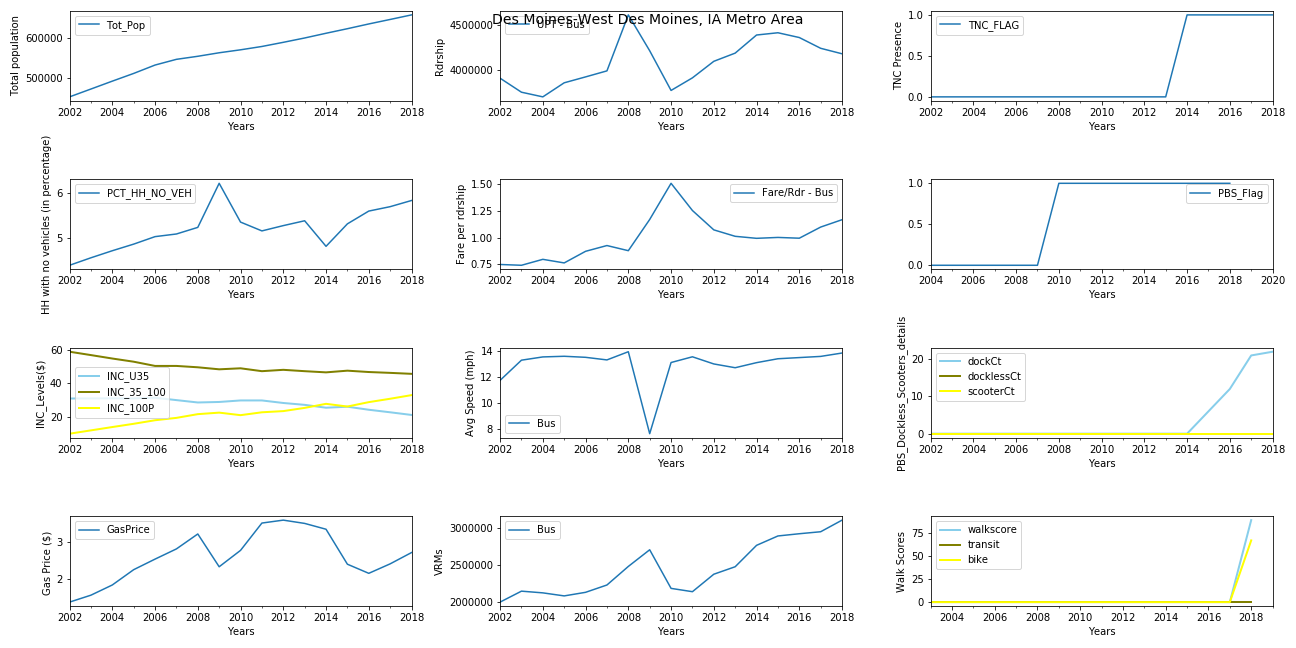 Des Moines-West Des Moines, IA Metro Area
Total population
600000
500000
Tot_Pop
2002 2004 2006 2008 2010 2012 2014 2016 2018
Years
Rdrship
4500000
4000000
UPT - Bus
2002 2004 2006 2008 2010 2012 2014 2016 2018
Years
TNC Presence
1.0
0.5
0.0
TNC_FLAG
2002 2004 2006 2008 2010 2012 2014 2016 2018
Years
HH with no vehicles (in percentage)
6
5
PCT_HH_NO_VEH
2002 2004 2006 2008 2010 2012 2014 2016 2018
Years
Fare per rdrship
1.50
1.25
1.00
0.75
Fare/Rdr - Bus
2002 2004 2006 2008 2010 2012 2014 2016 2018
Years
1.0
0.5
0.0
PBS_Flag
2004 2006 2008 2010 2012 2014 2016 2018 2020
Years
INC_Levels($)
60
40
20
INC_U35
INC_35_100
INC_100P
2002 2004 2006 2008 2010 2012 2014 2016 2018
Years
Avg Speed (mph)
14
12
10
8
Bus
2002 2004 2006 2008 2010 2012 2014 2016 2018
Years
PBS_Dockless_Scooters_details
20
10
0
dockCt
docklessCt
scooterCt
2002 2004 2006 2008 2010 2012 2014 2016 2018
Years
Gas Price ($)
3
2
GasPrice
2002 2004 2006 2008 2010 2012 2014 2016 2018
Years
VRMs
3000000
2500000
2000000
Bus
2002 2004 2006 2008 2010 2012 2014 2016 2018
Years
Walk Scores
75
50
25
0
walkscore
transit
bike
2004 2006 2008 2010 2012 2014 2016 2018
Years